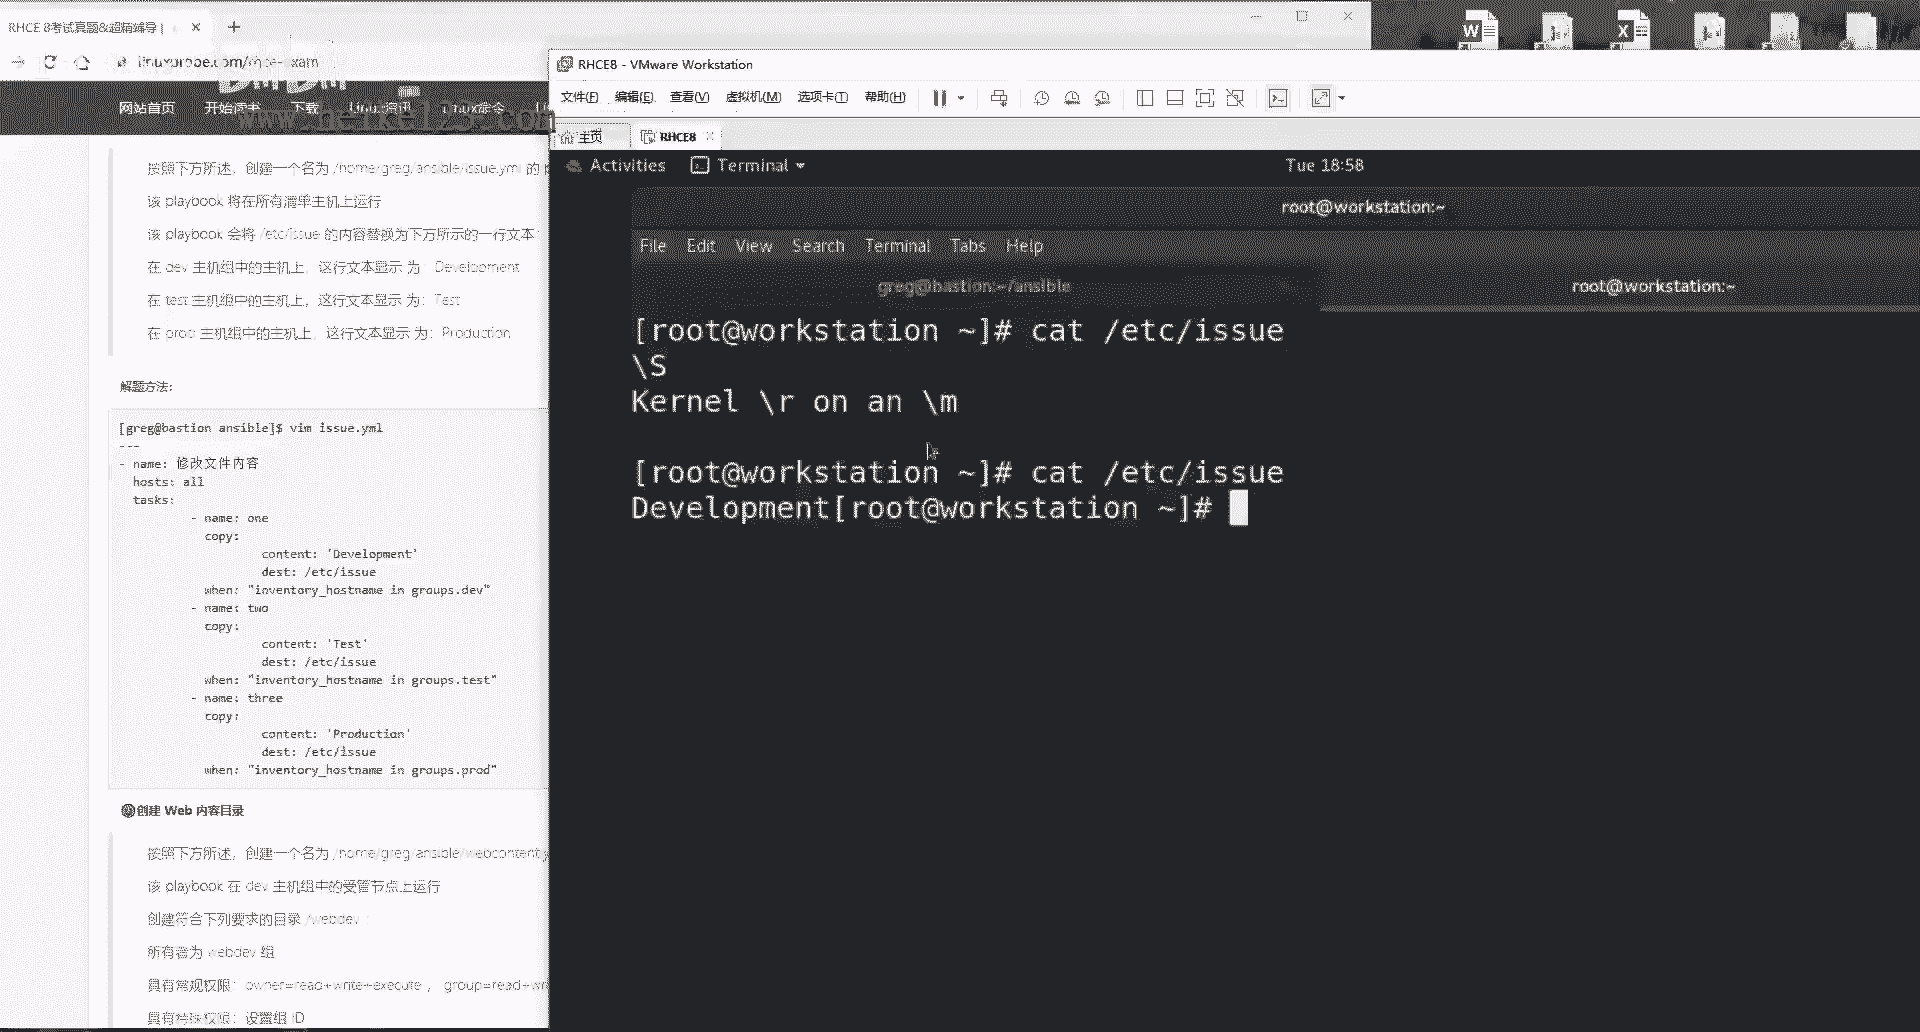 RHCE 8考试真题&超精辅导 |
linuxprobe.com/rhce-exam
www.heike125.com
网站首页 开始读书 下载 Linux资讯 Linux命令
按照下方所述，创建一个名为 /home/greg/ansible/issue.yml 的
该 playbook 将在所有清单主机上运行
该 playbook 会将 /etc/issue 的内容替换为下方所示的一行文本：
在 dev 主机组中的主机上，这行文本显示 为：Development
在 test 主机组中的主机上，这行文本显示 为：Test
在 prod 主机组中的主机上，这行文本显示 为：Production
解题方法：
[greg@bastion ansible]$ vim issue.yml
---
- name: 修改文件内容
hosts: all
tasks:
- name: one
copy:
content: 'Development'
dest: /etc/issue
when: "inventory_hostname in groups.dev"
- name: two
copy:
content: 'Test'
dest: /etc/issue
when: "inventory_hostname in groups.test"
- name: three
copy:
content: 'Production'
dest: /etc/issue
when: "inventory_hostname in groups.prod"
创建 Web 内容目录
按照下方所述，创建一个名为 /home/greg/ansible/webcontent.y
该 playbook 在 dev 主机组中的受管节点上运行
创建符合下列要求的目录 /webdev ：
所有者为 webdev 组
具有常规权限：owner=read+write+execute ， group=read+wri
具有特殊权限：设置组 ID
RHCE8 - VMware Workstation
文件(F) 编辑(E) 查看(V) 虚拟机(M) 选项卡(T) 帮助(H)
主页 RHCE8
Activities Terminal Tue 18:58
root@workstation:~
File Edit View Search Terminal Tabs Help
greg@bastion:~/ansible root@workstation:~
[root@workstation ~]# cat /etc/issue
\S
Kernel \r on an \m
[root@workstation ~]# cat /etc/issue
Development[root@workstation ~]#